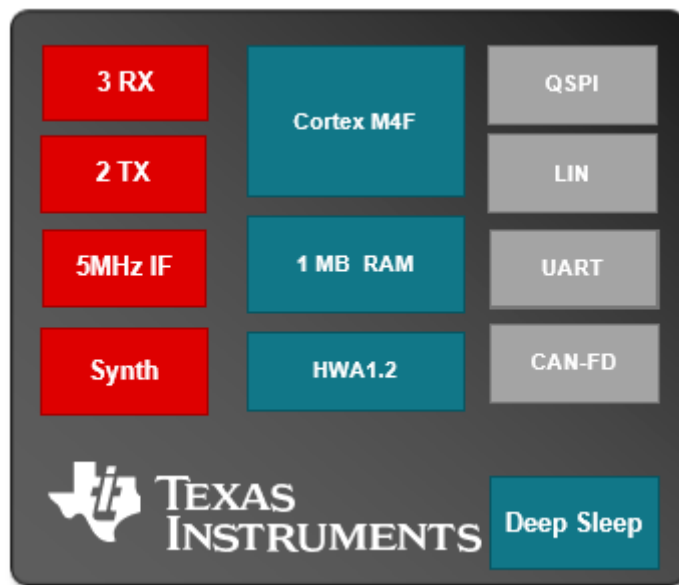 3 RX
Cortex M4F
QSPI
2 TX
LIN
5MHz IF
1 MB RAM
UART
Synth
HWA1.2
CAN-FD
TEXAS
INSTRUMENTS
Deep Sleep